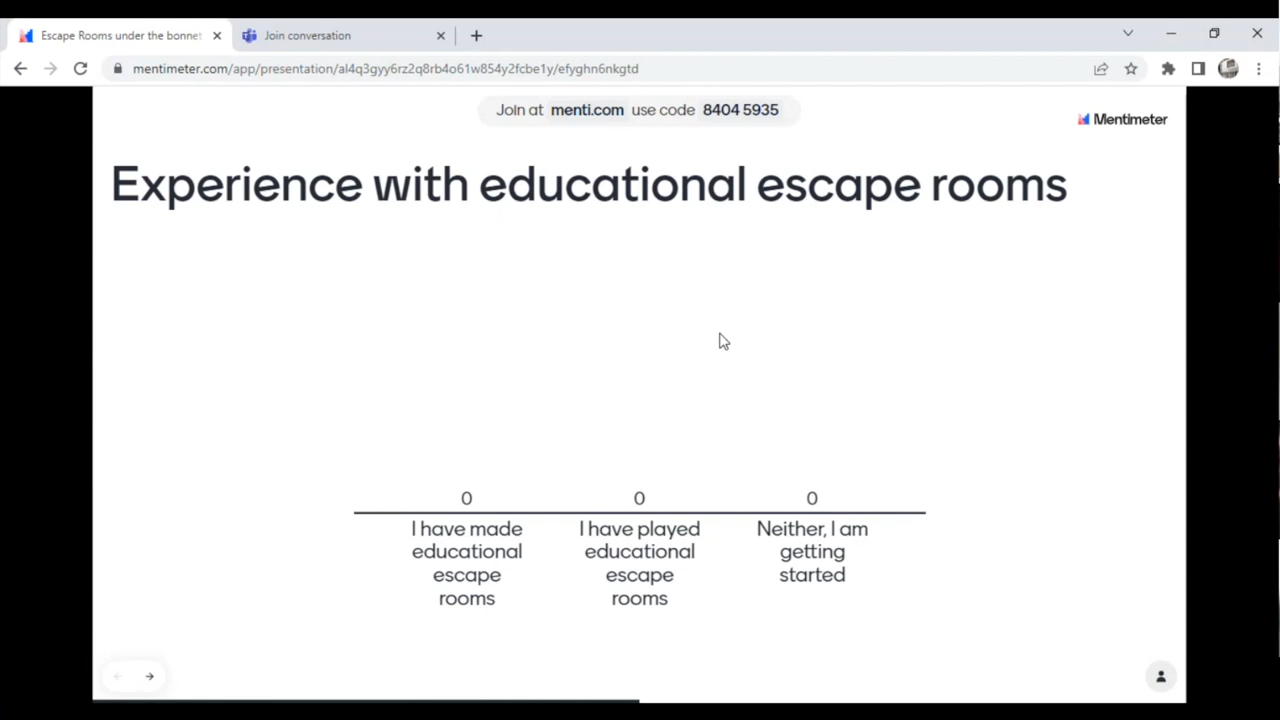 Escape Rooms under the bonnet
Join conversation
mentimeter.com/app/presentation/al4q3gyy6rz2q8rb4o61w854y2fcbe1y/efyghn6nkgtd
Join at menti.com use code 8404 5935
Mentimeter
Experience with educational escape rooms
0 0 0
I have made I have played Neither, I am
educational educational getting
escape escape started
rooms rooms